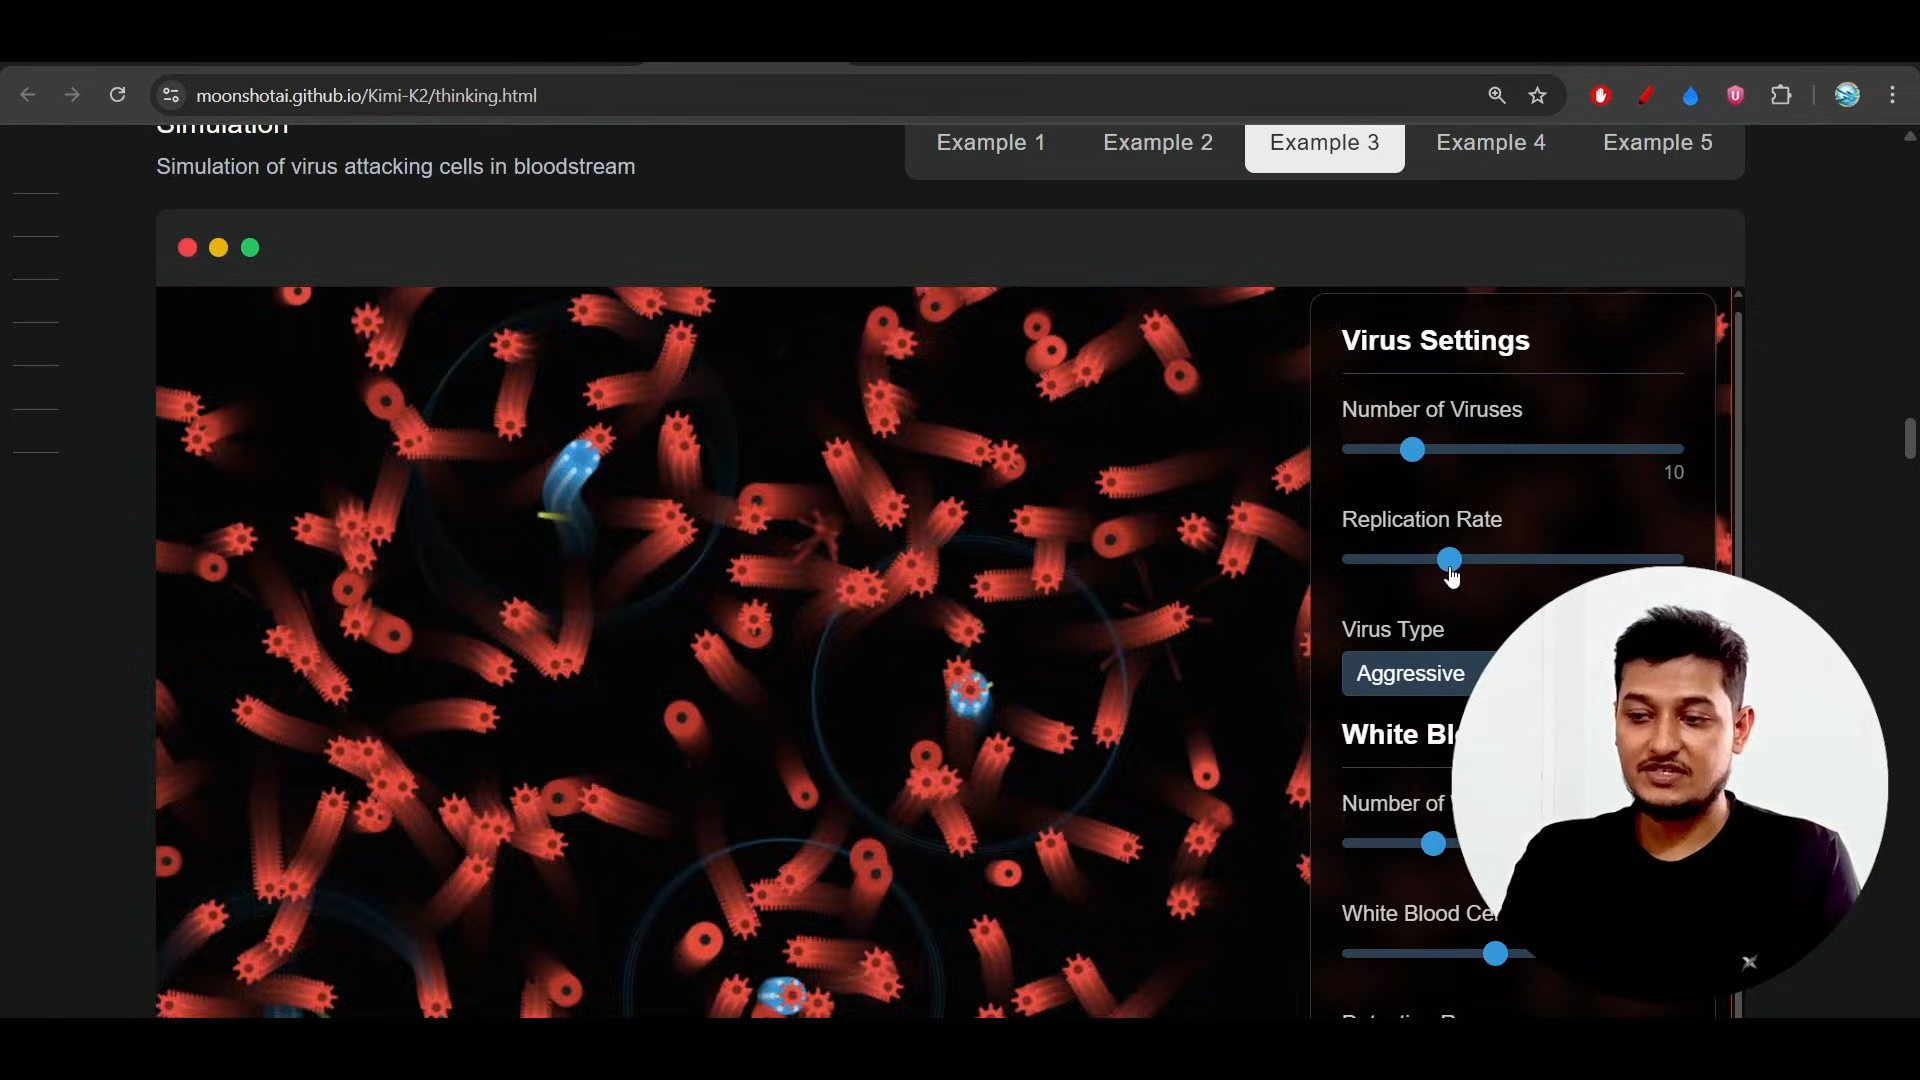 moonshotai.github.io/Kimi-K2/thinking.html
Simulation
Simulation of virus attacking cells in bloodstream
Example 1
Example 2
Example 3
Example 4
Example 5
Virus Settings
Number of Viruses
10
Replication Rate
Virus Type
Aggressive
White
Number of
White Blood